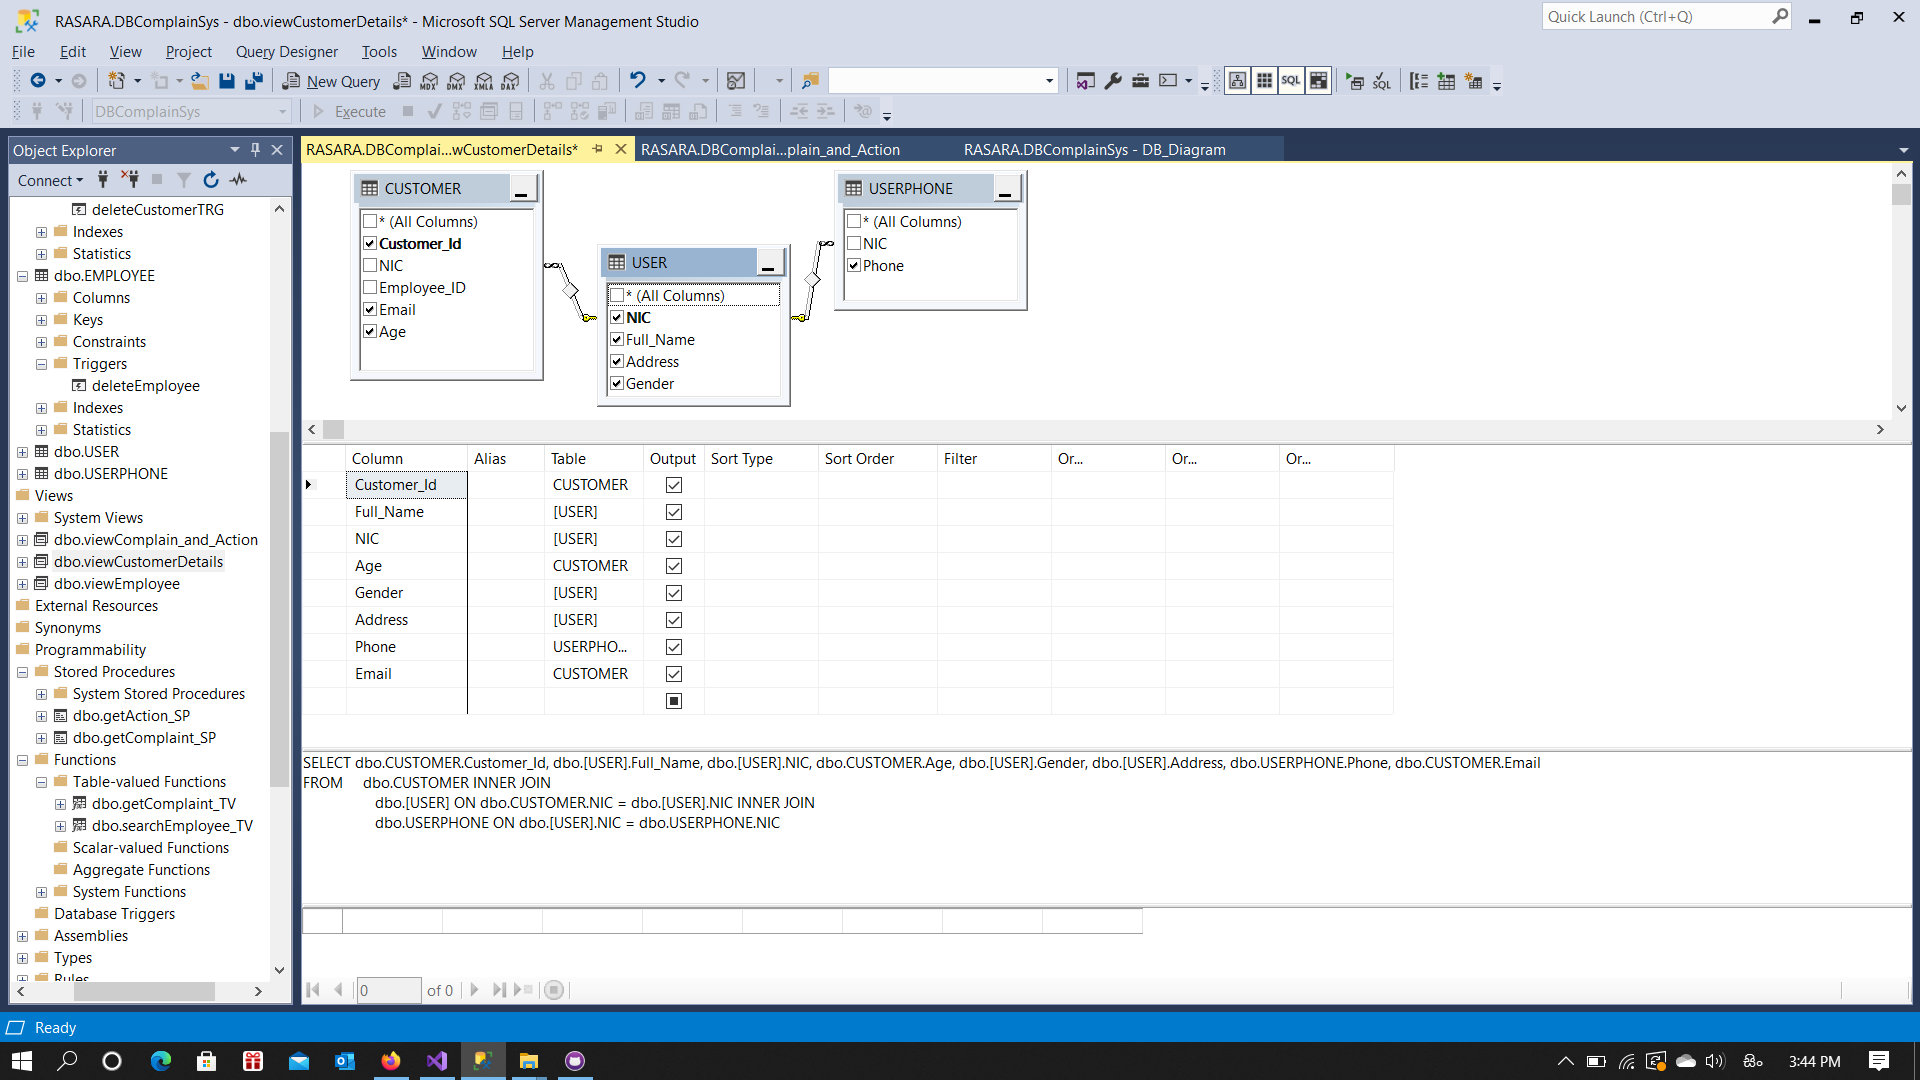 RASARA.DBComplainSys - dbo.viewCustomerDetails* - Microsoft SQL Server Management Studio
Quick Launch (Ctrl+Q)
File Edit View Project Query Designer Tools Window Help
New Query
MDX DMX XMLA DAX
SQL
SQL
DBComplainSys
Execute
Object Explorer
Connect
deleteCustomerTRG
Indexes
Statistics
dbo.EMPLOYEE
Columns
Keys
Constraints
Triggers
deleteEmployee
Indexes
Statistics
dbo.USER
dbo.USERPHONE
Views
System Views
dbo.viewComplain_and_Action
dbo.viewCustomerDetails
dbo.viewEmployee
External Resources
Synonyms
Programmability
Stored Procedures
System Stored Procedures
dbo.getAction_SP
dbo.getComplaint_SP
Functions
Table-valued Functions
dbo.getComplaint_TV
dbo.searchEmployee_TV
Scalar-valued Functions
Aggregate Functions
System Functions
Database Triggers
Assemblies
Types
Rules
RASARA.DBComplai...wCustomerDetails*
RASARA.DBComplai...plain_and_Action
RASARA.DBComplainSys - DB_Diagram
CUSTOMER
* (All Columns)
Customer_Id
NIC
Employee_ID
Email
Age
USER
* (All Columns)
NIC
Full_Name
Address
Gender
USERPHONE
* (All Columns)
NIC
Phone
Column Alias Table Output Sort Type Sort Order Filter Or... Or... Or...
Customer_Id CUSTOMER
Full_Name [USER]
NIC [USER]
Age CUSTOMER
Gender [USER]
Address [USER]
Phone USERPHO...
Email CUSTOMER
SELECT dbo.CUSTOMER.Customer_Id, dbo.[USER].Full_Name, dbo.[USER].NIC, dbo.CUSTOMER.Age, dbo.[USER].Gender, dbo.[USER].Address, dbo.USERPHONE.Phone, dbo.CUSTOMER.Email
FROM dbo.CUSTOMER INNER JOIN
dbo.[USER] ON dbo.CUSTOMER.NIC = dbo.[USER].NIC INNER JOIN
dbo.USERPHONE ON dbo.[USER].NIC = dbo.USERPHONE.NIC
0 of 0
Ready
3:44 PM